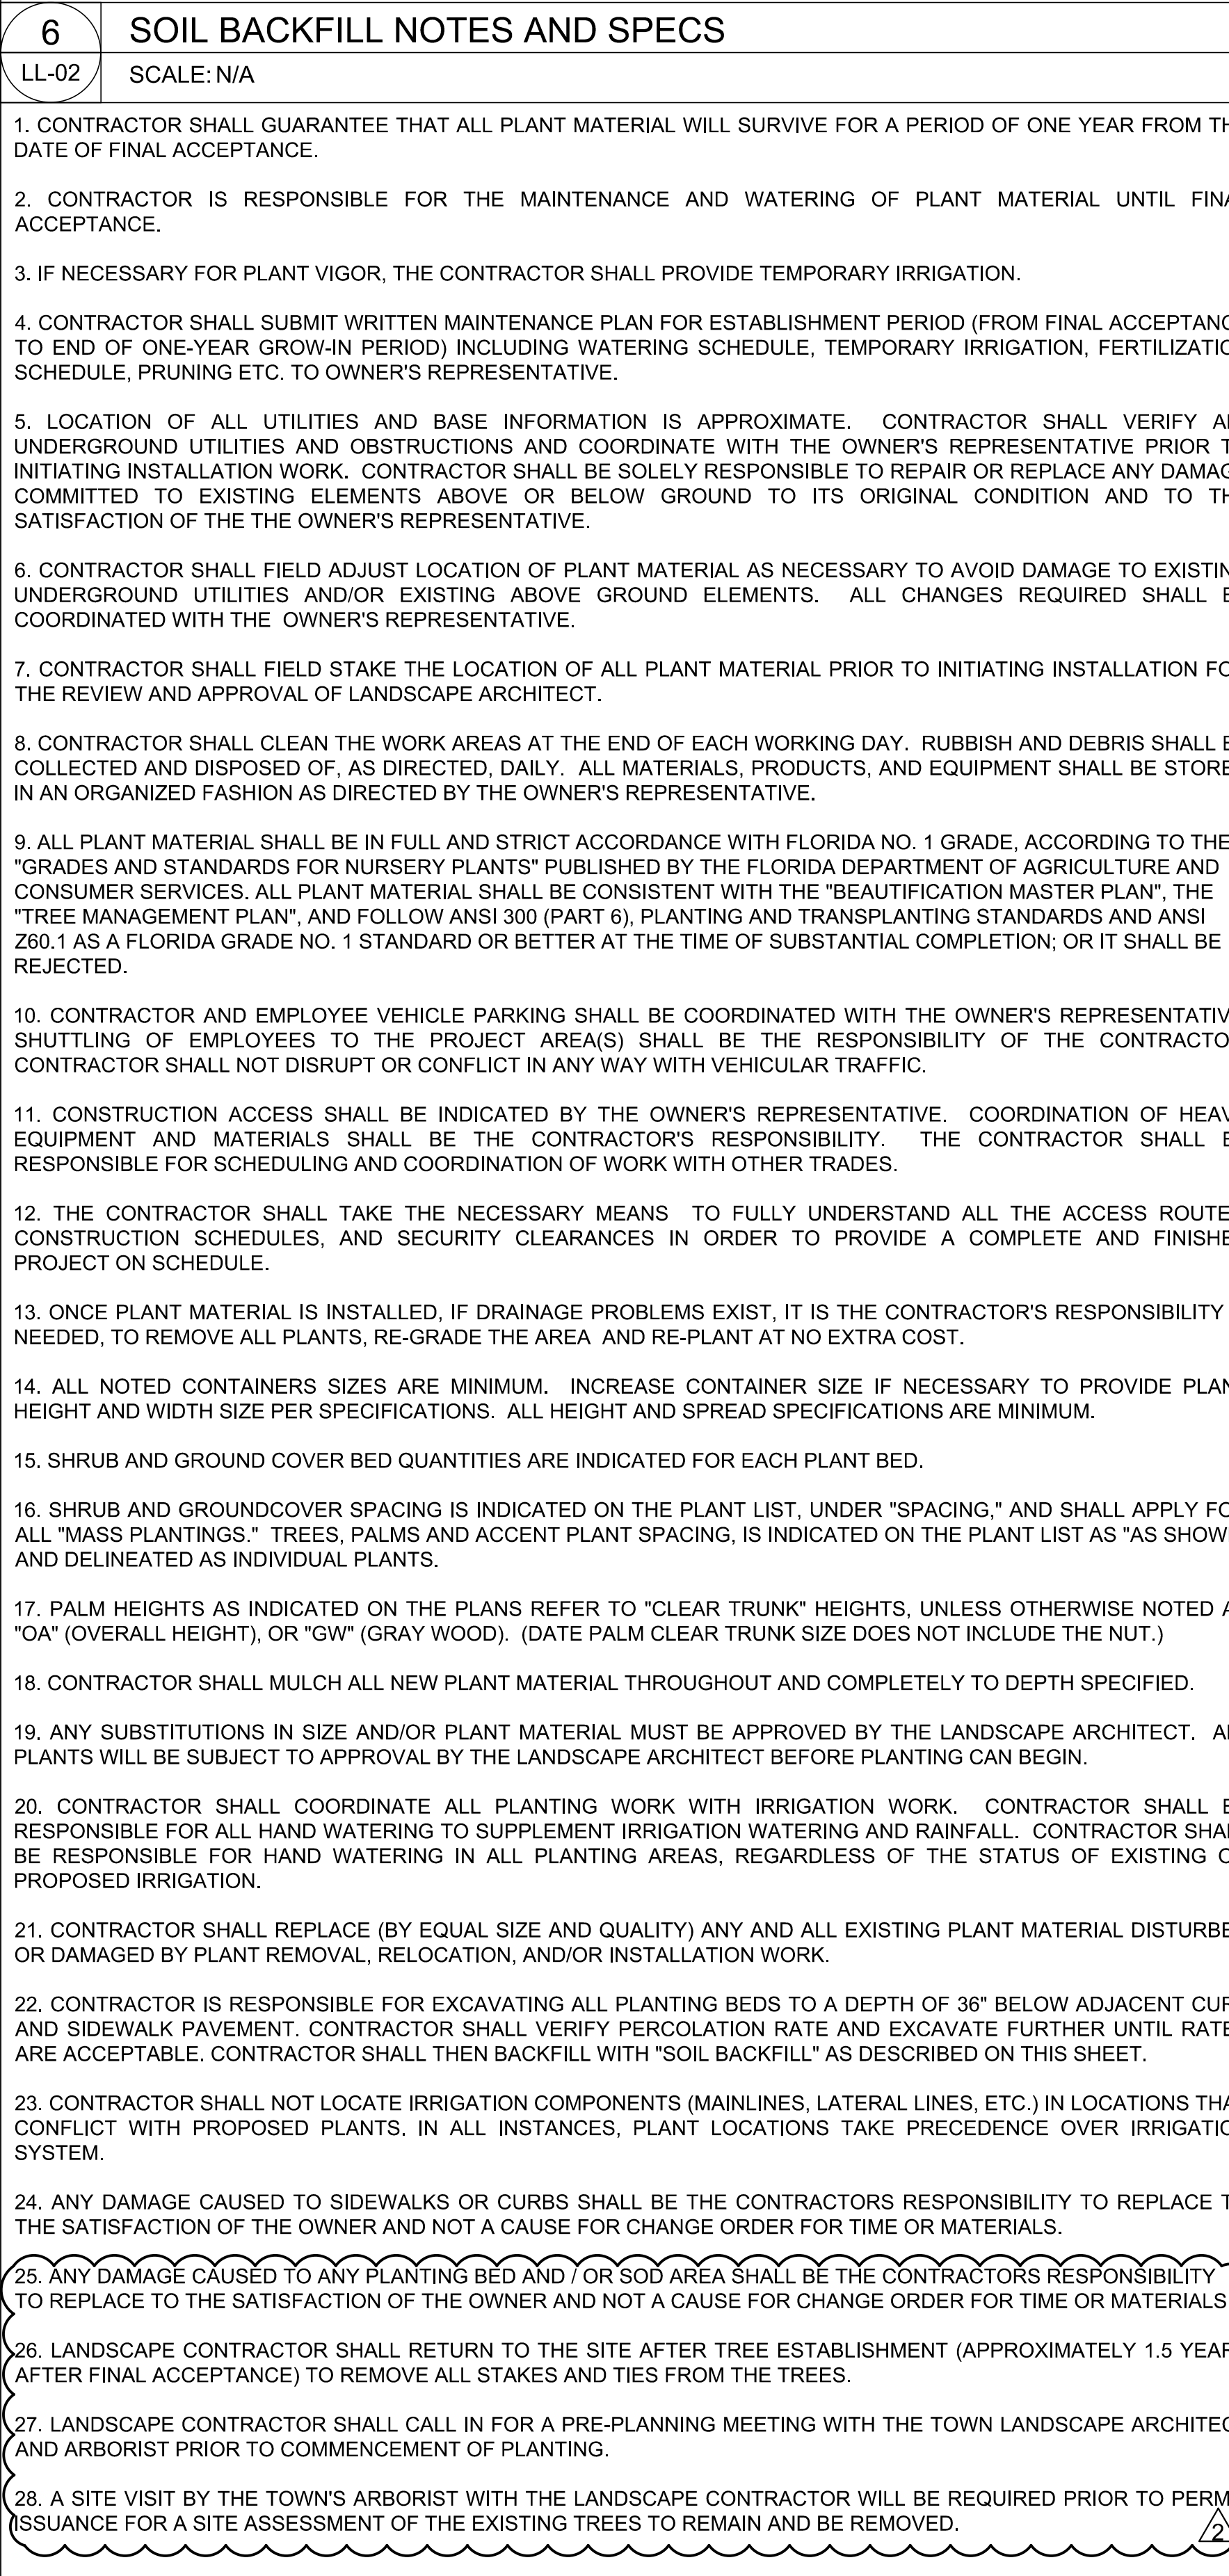 6
SOIL BACKFILL NOTES AND SPECS
LL-02
SCALE: N/A
1. CONTRACTOR SHALL GUARANTEE THAT ALL PLANT MATERIAL WILL SURVIVE FOR A PERIOD OF ONE YEAR FROM TH
DATE OF FINAL ACCEPTANCE.
2. CONTRACTOR IS RESPONSIBLE FOR THE MAINTENANCE AND WATERING OF PLANT MATERIAL UNTIL FINA
ACCEPTANCE.
3. IF NECESSARY FOR PLANT VIGOR, THE CONTRACTOR SHALL PROVIDE TEMPORARY IRRIGATION.
4. CONTRACTOR SHALL SUBMIT WRITTEN MAINTENANCE PLAN FOR ESTABLISHMENT PERIOD (FROM FINAL ACCEPTANC
TO END OF ONE-YEAR GROW-IN PERIOD) INCLUDING WATERING SCHEDULE, TEMPORARY IRRIGATION, FERTILIZATIO
SCHEDULE, PRUNING ETC. TO OWNER'S REPRESENTATIVE.
5. LOCATION OF ALL UTILITIES AND BASE INFORMATION IS APPROXIMATE. CONTRACTOR SHALL VERIFY A
UNDERGROUND UTILITIES AND OBSTRUCTIONS AND COORDINATE WITH THE OWNER'S REPRESENTATIVE PRIOR T
INITIATING INSTALLATION WORK. CONTRACTOR SHALL BE SOLELY RESPONSIBLE TO REPAIR OR REPLACE ANY DAMAG
COMMITTED TO EXISTING ELEMENTS ABOVE OR BELOW GROUND TO ITS ORIGINAL CONDITION AND TO TH
SATISFACTION OF THE THE OWNER'S REPRESENTATIVE.
6. CONTRACTOR SHALL FIELD ADJUST LOCATION OF PLANT MATERIAL AS NECESSARY TO AVOID DAMAGE TO EXISTIN
UNDERGROUND UTILITIES AND/OR EXISTING ABOVE GROUND ELEMENTS. ALL CHANGES REQUIRED SHALL B
COORDINATED WITH THE OWNER'S REPRESENTATIVE.
7. CONTRACTOR SHALL FIELD STAKE THE LOCATION OF ALL PLANT MATERIAL PRIOR TO INITIATING INSTALLATION FO
THE REVIEW AND APPROVAL OF LANDSCAPE ARCHITECT.
8. CONTRACTOR SHALL CLEAN THE WORK AREAS AT THE END OF EACH WORKING DAY. RUBBISH AND DEBRIS SHALL B
COLLECTED AND DISPOSED OF, AS DIRECTED, DAILY. ALL MATERIALS, PRODUCTS, AND EQUIPMENT SHALL BE STORE
IN AN ORGANIZED FASHION AS DIRECTED BY THE OWNER'S REPRESENTATIVE.
9. ALL PLANT MATERIAL SHALL BE IN FULL AND STRICT ACCORDANCE WITH FLORIDA NO. 1 GRADE, ACCORDING TO THE
"GRADES AND STANDARDS FOR NURSERY PLANTS" PUBLISHED BY THE FLORIDA DEPARTMENT OF AGRICULTURE AND
CONSUMER SERVICES. ALL PLANT MATERIAL SHALL BE CONSISTENT WITH THE "BEAUTIFICATION MASTER PLAN", THE
"TREE MANAGEMENT PLAN", AND FOLLOW ANSI 300 (PART 6), PLANTING AND TRANSPLANTING STANDARDS AND ANSI
Z60.1 AS A FLORIDA GRADE NO. 1 STANDARD OR BETTER AT THE TIME OF SUBSTANTIAL COMPLETION; OR IT SHALL BE
REJECTED.
10. CONTRACTOR AND EMPLOYEE VEHICLE PARKING SHALL BE COORDINATED WITH THE OWNER'S REPRESENTATIV
SHUTTLING OF EMPLOYEES TO THE PROJECT AREA(S) SHALL BE THE RESPONSIBILITY OF THE CONTRACTO
CONTRACTOR SHALL NOT DISRUPT OR CONFLICT IN ANY WAY WITH VEHICULAR TRAFFIC.
11. CONSTRUCTION ACCESS SHALL BE INDICATED BY THE OWNER'S REPRESENTATIVE. COORDINATION OF HEAV
EQUIPMENT AND MATERIALS SHALL BE THE CONTRACTOR'S RESPONSIBILITY. THE CONTRACTOR SHALL B
RESPONSIBLE FOR SCHEDULING AND COORDINATION OF WORK WITH OTHER TRADES.
12. THE CONTRACTOR SHALL TAKE THE NECESSARY MEANS TO FULLY UNDERSTAND ALL THE ACCESS ROUTE
CONSTRUCTION SCHEDULES, AND SECURITY CLEARANCES IN ORDER TO PROVIDE A COMPLETE AND FINISHE
PROJECT ON SCHEDULE.
13. ONCE PLANT MATERIAL IS INSTALLED, IF DRAINAGE PROBLEMS EXIST, IT IS THE CONTRACTOR'S RESPONSIBILITY
NEEDED, TO REMOVE ALL PLANTS, RE-GRADE THE AREA AND RE-PLANT AT NO EXTRA COST.
14. ALL NOTED CONTAINERS SIZES ARE MINIMUM. INCREASE CONTAINER SIZE IF NECESSARY TO PROVIDE PLAN
HEIGHT AND WIDTH SIZE PER SPECIFICATIONS. ALL HEIGHT AND SPREAD SPECIFICATIONS ARE MINIMUM.
15. SHRUB AND GROUND COVER BED QUANTITIES ARE INDICATED FOR EACH PLANT BED.
16. SHRUB AND GROUNDCOVER SPACING IS INDICATED ON THE PLANT LIST, UNDER "SPACING," AND SHALL APPLY FO
ALL "MASS PLANTINGS." TREES, PALMS AND ACCENT PLANT SPACING, IS INDICATED ON THE PLANT LIST AS "AS SHOW
AND DELINEATED AS INDIVIDUAL PLANTS.
17. PALM HEIGHTS AS INDICATED ON THE PLANS REFER TO "CLEAR TRUNK" HEIGHTS, UNLESS OTHERWISE NOTED A
"OA" (OVERALL HEIGHT), OR "GW" (GRAY WOOD). (DATE PALM CLEAR TRUNK SIZE DOES NOT INCLUDE THE NUT.)
18. CONTRACTOR SHALL MULCH ALL NEW PLANT MATERIAL THROUGHOUT AND COMPLETELY TO DEPTH SPECIFIED.
19. ANY SUBSTITUTIONS IN SIZE AND/OR PLANT MATERIAL MUST BE APPROVED BY THE LANDSCAPE ARCHITECT. A
PLANTS WILL BE SUBJECT TO APPROVAL BY THE LANDSCAPE ARCHITECT BEFORE PLANTING CAN BEGIN.
20. CONTRACTOR SHALL COORDINATE ALL PLANTING WORK WITH IRRIGATION WORK. CONTRACTOR SHALL B
RESPONSIBLE FOR ALL HAND WATERING TO SUPPLEMENT IRRIGATION WATERING AND RAINFALL. CONTRACTOR SHAL
BE RESPONSIBLE FOR HAND WATERING IN ALL PLANTING AREAS, REGARDLESS OF THE STATUS OF EXISTING O
PROPOSED IRRIGATION.
21. CONTRACTOR SHALL REPLACE (BY EQUAL SIZE AND QUALITY) ANY AND ALL EXISTING PLANT MATERIAL DISTURBE
OR DAMAGED BY PLANT REMOVAL, RELOCATION, AND/OR INSTALLATION WORK.
22. CONTRACTOR IS RESPONSIBLE FOR EXCAVATING ALL PLANTING BEDS TO A DEPTH OF 36" BELOW ADJACENT CUR
AND SIDEWALK PAVEMENT. CONTRACTOR SHALL VERIFY PERCOLATION RATE AND EXCAVATE FURTHER UNTIL RATE
ARE ACCEPTABLE. CONTRACTOR SHALL THEN BACKFILL WITH "SOIL BACKFILL" AS DESCRIBED ON THIS SHEET.
23. CONTRACTOR SHALL NOT LOCATE IRRIGATION COMPONENTS (MAINLINES, LATERAL LINES, ETC.) IN LOCATIONS THA
CONFLICT WITH PROPOSED PLANTS. IN ALL INSTANCES, PLANT LOCATIONS TAKE PRECEDENCE OVER IRRIGATIO
SYSTEM.
24. ANY DAMAGE CAUSED TO SIDEWALKS OR CURBS SHALL BE THE CONTRACTORS RESPONSIBILITY TO REPLACE T
THE SATISFACTION OF THE OWNER AND NOT A CAUSE FOR CHANGE ORDER FOR TIME OR MATERIALS.
25. ANY DAMAGE CAUSED TO ANY PLANTING BED AND / OR SOD AREA SHALL BE THE CONTRACTORS RESPONSIBILITY
TO REPLACE TO THE SATISFACTION OF THE OWNER AND NOT A CAUSE FOR CHANGE ORDER FOR TIME OR MATERIALS
26. LANDSCAPE CONTRACTOR SHALL RETURN TO THE SITE AFTER TREE ESTABLISHMENT (APPROXIMATELY 1.5 YEAR
AFTER FINAL ACCEPTANCE) TO REMOVE ALL STAKES AND TIES FROM THE TREES.
27. LANDSCAPE CONTRACTOR SHALL CALL IN FOR A PRE-PLANNING MEETING WITH THE TOWN LANDSCAPE ARCHITEC
AND ARBORIST PRIOR TO COMMENCEMENT OF PLANTING.
28. A SITE VISIT BY THE TOWN'S ARBORIST WITH THE LANDSCAPE CONTRACTOR WILL BE REQUIRED PRIOR TO PERM
ISSUANCE FOR A SITE ASSESSMENT OF THE EXISTING TREES TO REMAIN AND BE REMOVED.
2